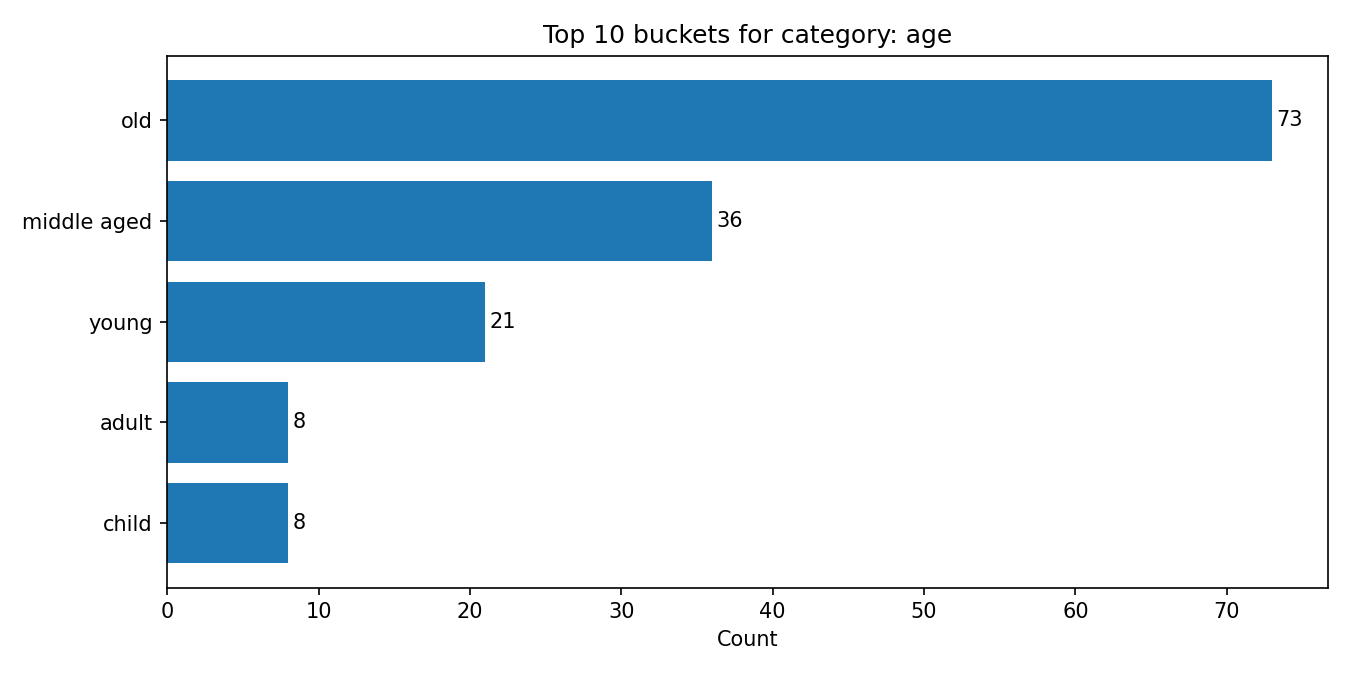 Top 10 buckets for category: age
old
73
middle aged
36
young
21
adult
8
child
8
0 10 20 30 40 50 60 70
Count